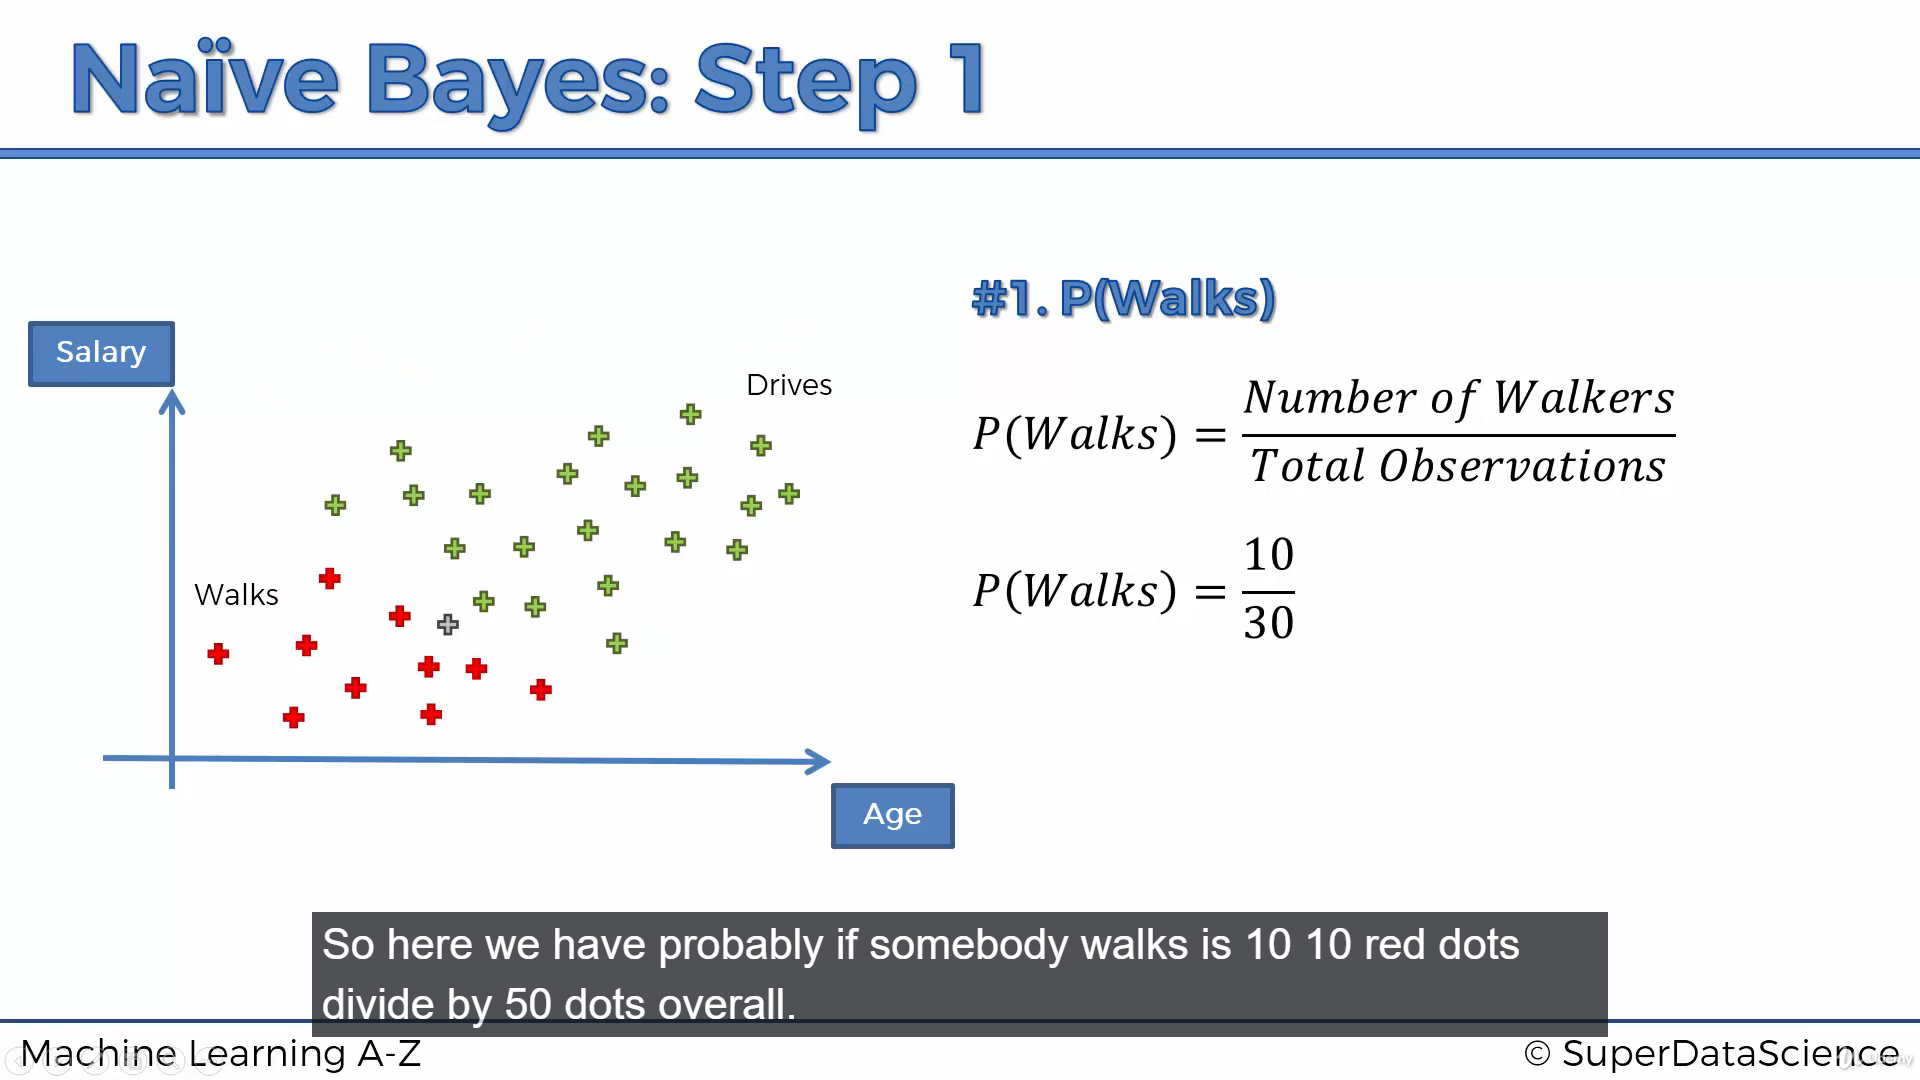 Naïve Bayes: Step 1
#1. P(Walks)
Salary
Drives
P(Walks) = Number of Walkers / Total Observations
Walks
P(Walks) = 10 / 30
Age
So here we have probably if somebody walks is 10 10 red dots
divide by 50 dots overall.
Machine Learning A-Z
© SuperDataScience